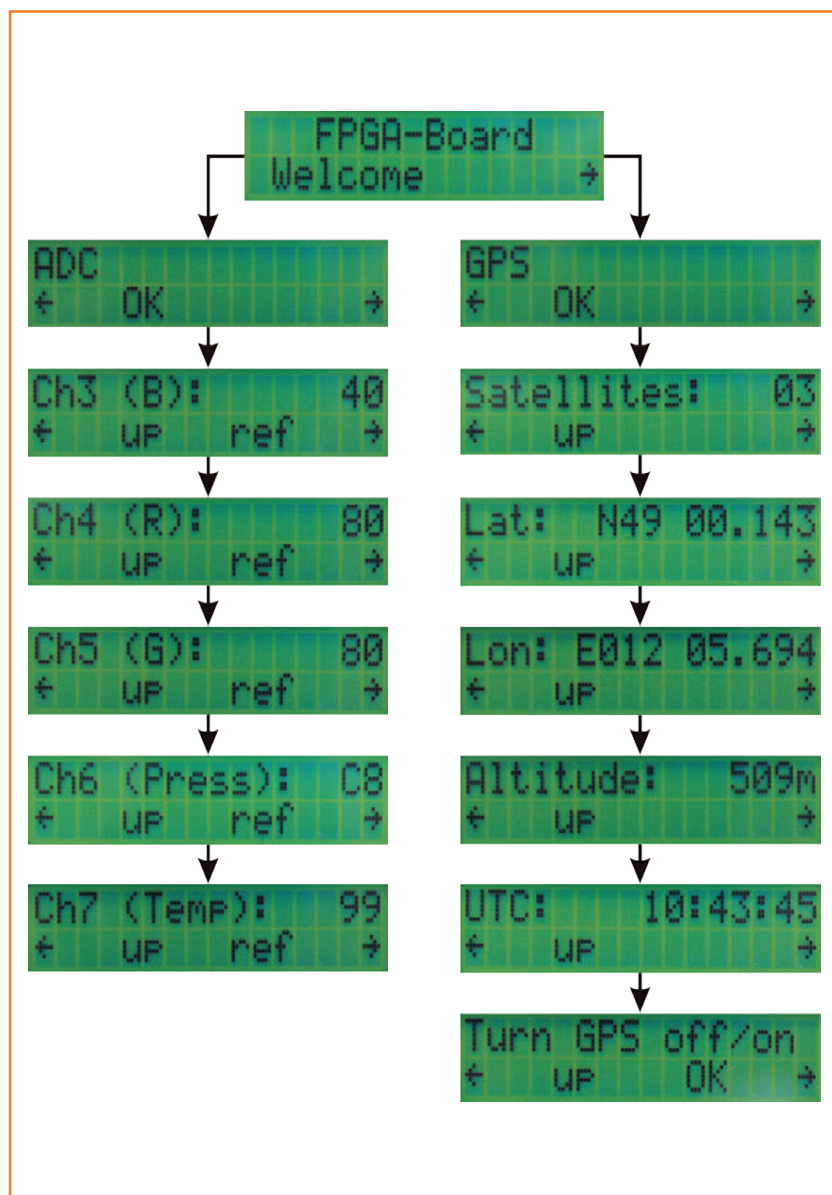 FPGA-Board
Welcome →
ADC
← OK →
Ch3 (B): 40
← up ref →
Ch4 (R): 80
← up ref →
Ch5 (G): 80
← up ref →
Ch6 (Press): C8
← up ref →
Ch7 (Temp): 99
← up ref →
GPS
← OK →
Satellites: 03
← up →
Lat: N49 00.143
← up →
Lon: E012 05.694
← up →
Altitude: 509m
← up →
UTC: 10:43:45
← up →
Turn GPS off/on
← up OK →